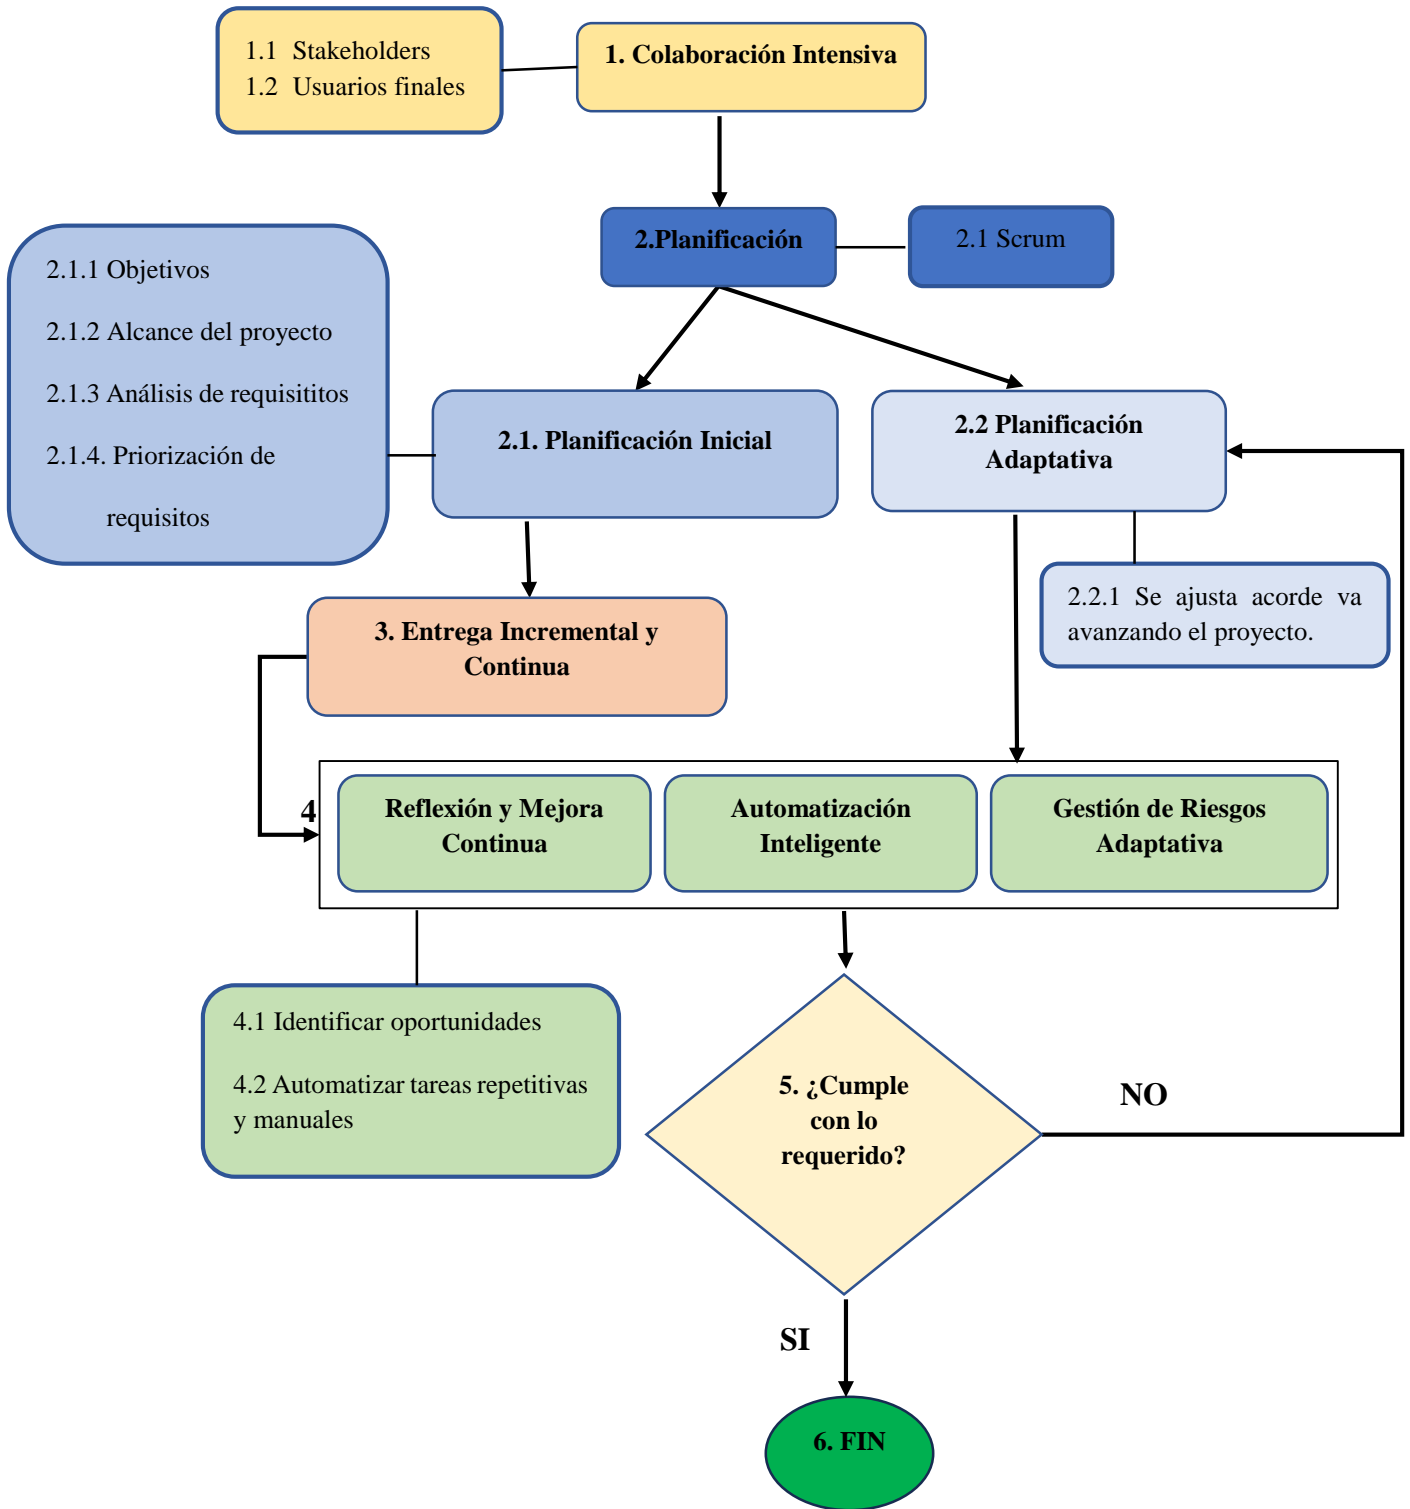 1.1 Stakeholders
1.2 Usuarios finales
1. Colaboración Intensiva
2.Planificación
2.1 Scrum
2.1.1 Objetivos
2.1.2 Alcance del proyecto
2.1.3 Análisis de requisititos
2.1.4. Priorización de
requisitos
2.1. Planificación Inicial
2.2 Planificación
Adaptativa
2.2.1 Se ajusta acorde va
avanzando el proyecto.
3. Entrega Incremental y
Continua
4
Reflexión y Mejora
Continua
Automatización
Inteligente
Gestión de Riesgos
Adaptativa
4.1 Identificar oportunidades
4.2 Automatizar tareas repetitivas
y manuales
5. ¿Cumple
con lo
requerido?
NO
SI
6. FIN